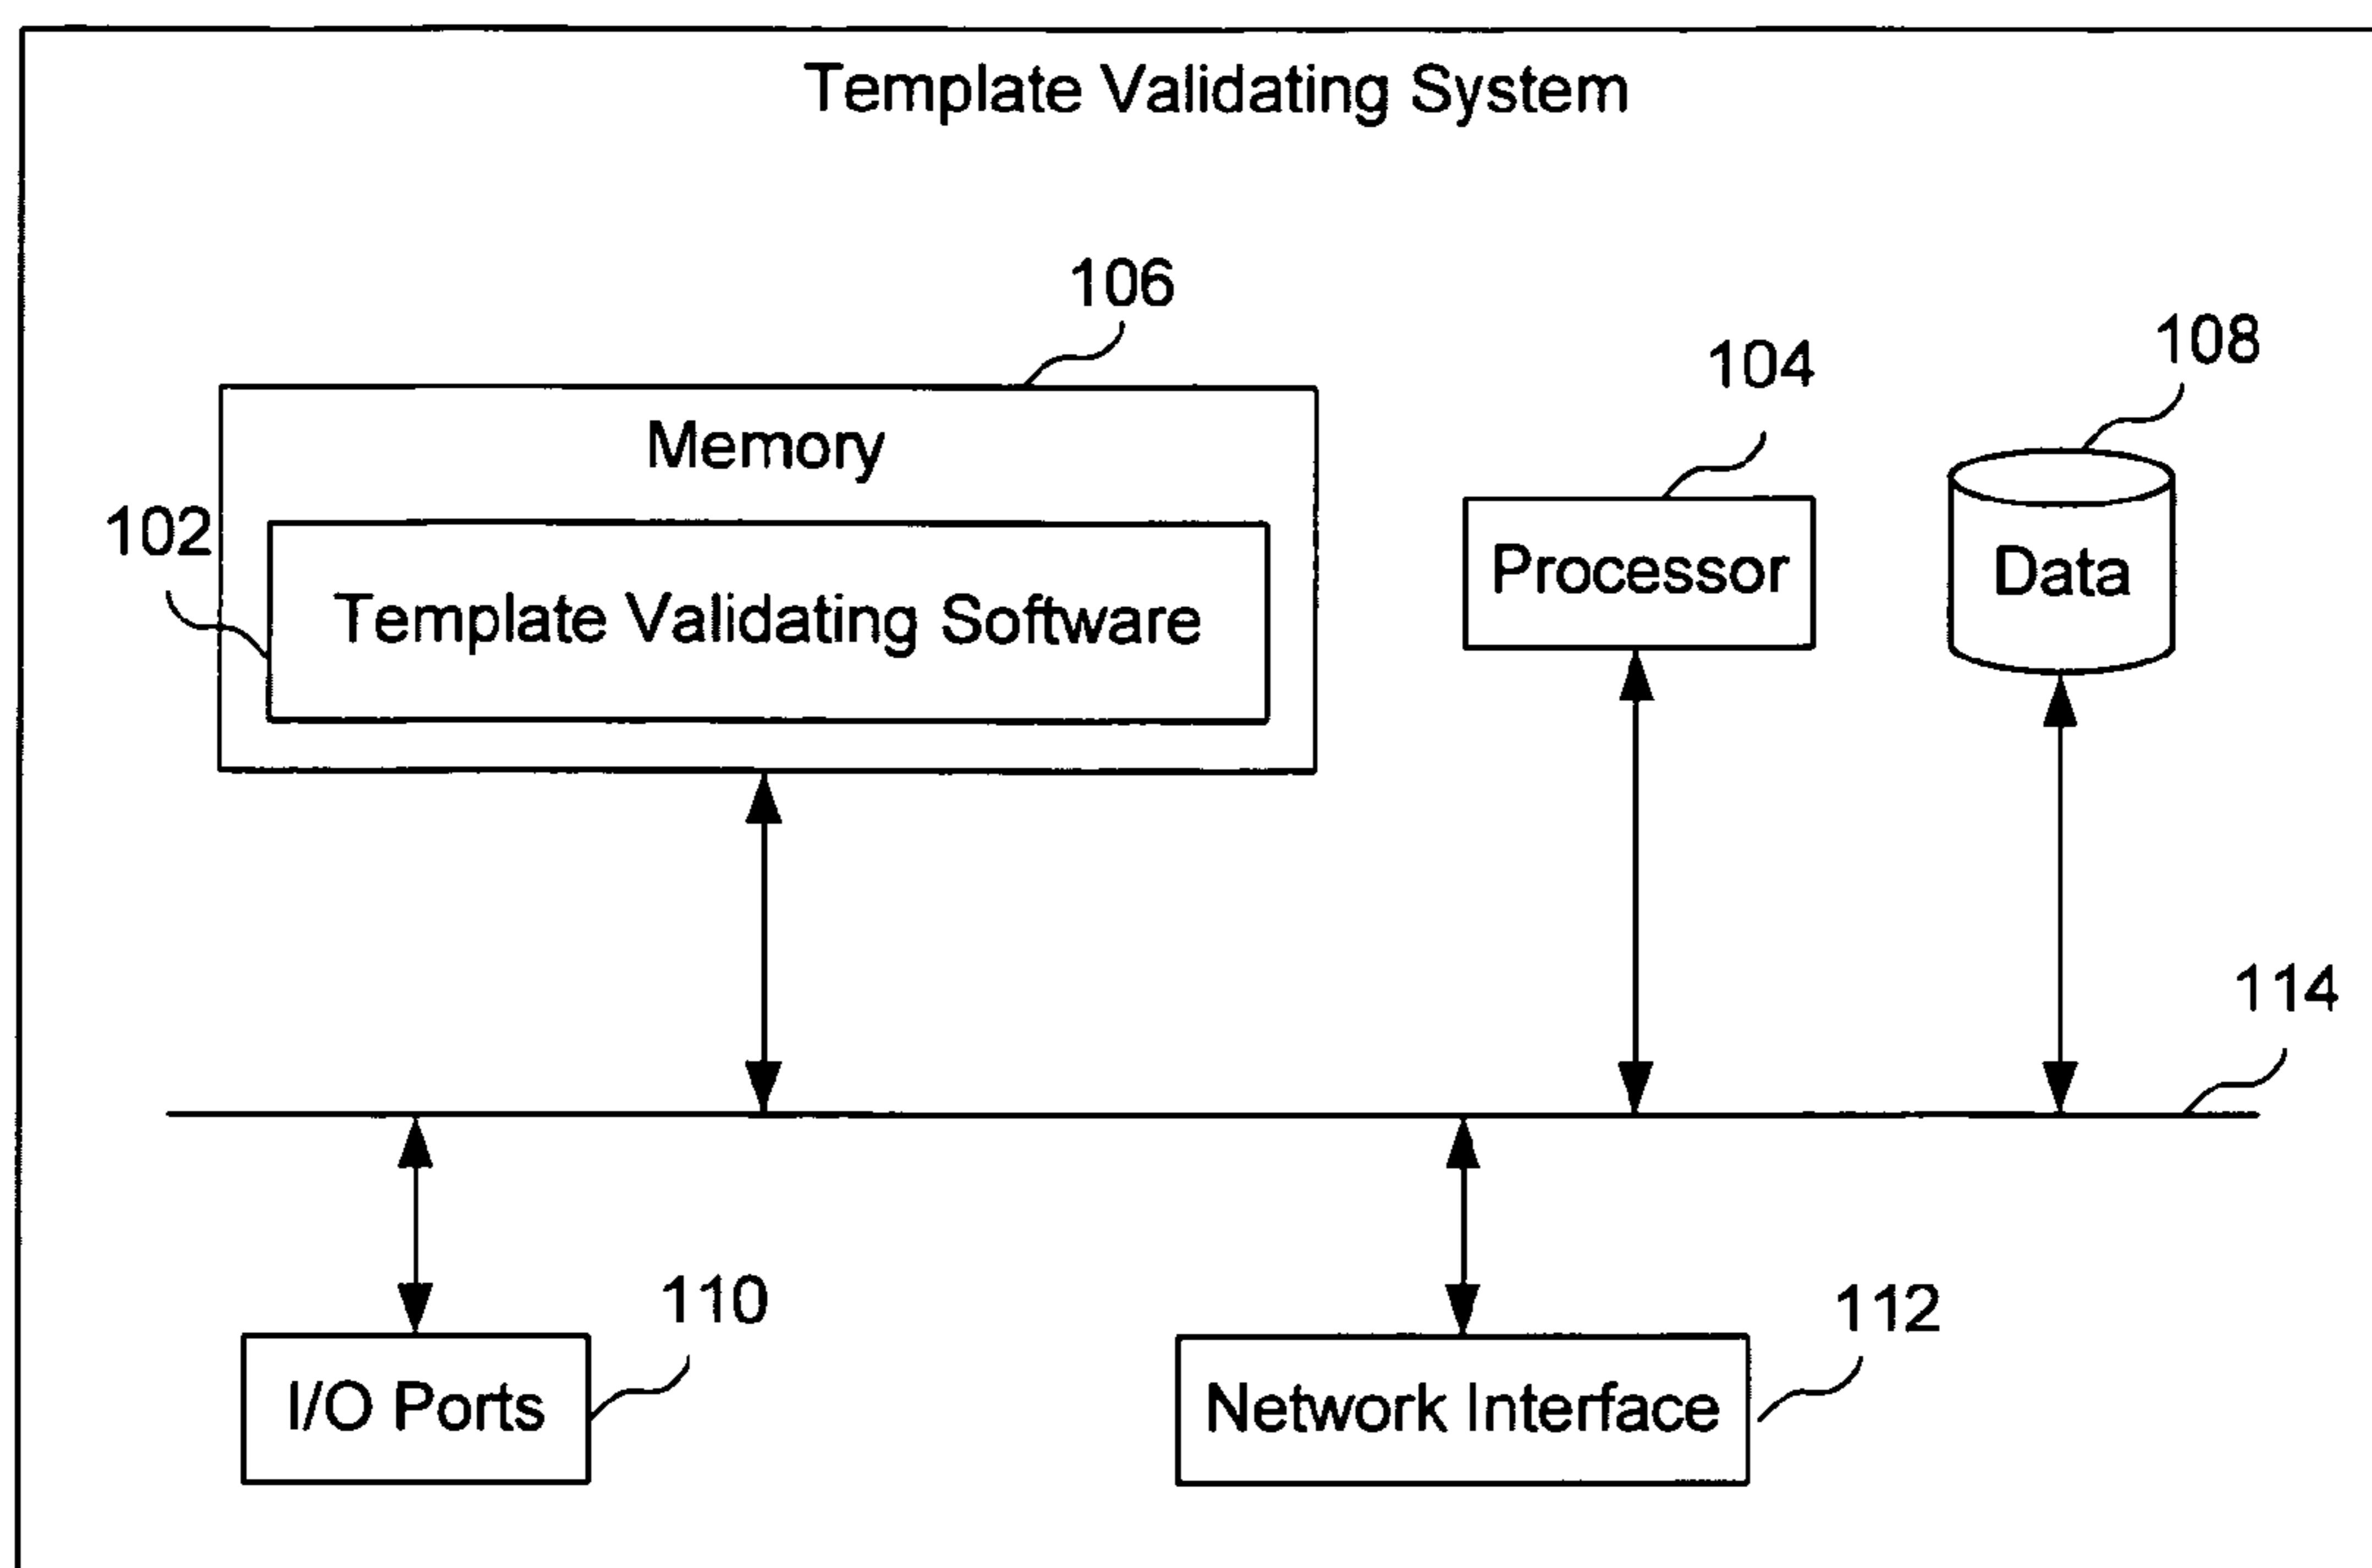 Template Validating System
106
108
104
Memory
102
Processor
Data
Template Validating Software
114
110
112
I/O Ports
Network Interface